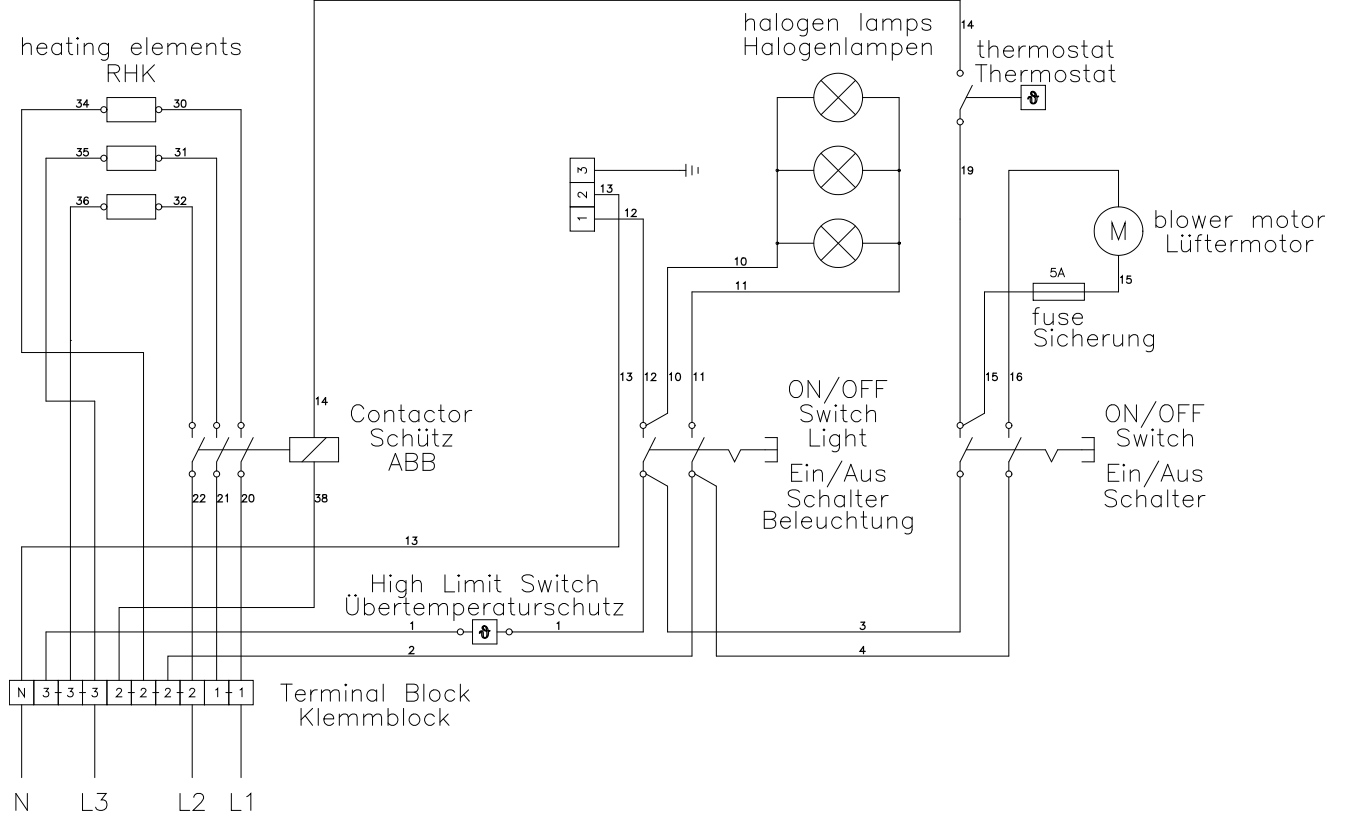 halogen lamps
Halogenlampen
14
heating elements
RHK
thermostat
Thermostat
ϑ
34
30
35
31
36
32
3
2
1
13
12
19
M
blower motor
Lüftermotor
10
11
5A
15
fuse
Sicherung
13
12
10
11
15
16
14
Contactor
Schütz
ABB
ON/OFF
Switch
Light
Ein/Aus
Schalter
Beleuchtung
ON/OFF
Switch
Ein/Aus
Schalter
22
21
20
38
13
High Limit Switch
Übertemperaturschutz
1
ϑ
1
3
2
4
N 3 3 3 2 2 2 2 1 1
Terminal Block
Klemmblock
N L3 L2 L1